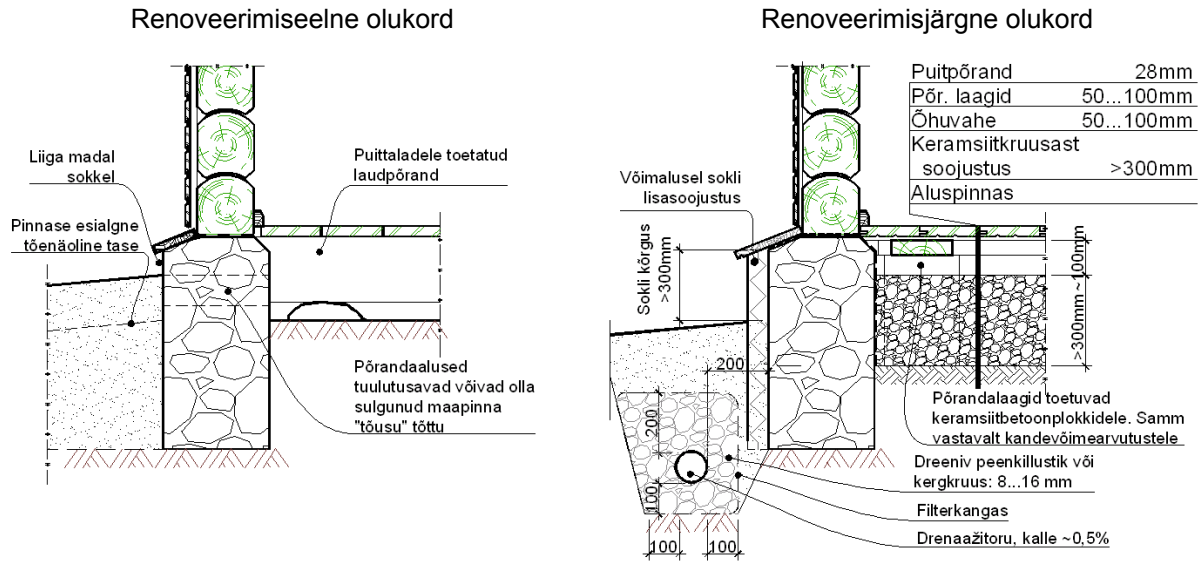 Renoveerimiseelne olukord
Liiga madal
sokkel
Pinnase esialgne
tõenäoline tase
Puittaladele toetatud
laudpõrand
Põrandaalused
tuulutusavad võivad olla
sulgunud maapinna
"tõusu" tõttu
Renoveerimisjärgne olukord
Puitpõrand 28mm
Põr. laagid 50...100mm
Õhuvahe 50...100mm
Keramsiitkruusast
soojustus >300mm
Aluspinnas
Võimalusel sokli
lisasoojustus
Sokli kõrgus
>300mm
~100mm
>300mm
200
200
100
100
100
Põrandalaagid toetuvad
keramsiitbetoonplokkidele. Samm
vastavalt kandevõimearvutustele
Dreeniv peenkillustik või
kergkruus: 8...16 mm
Filterkangas
Drenaažitoru, kalle ~0,5%